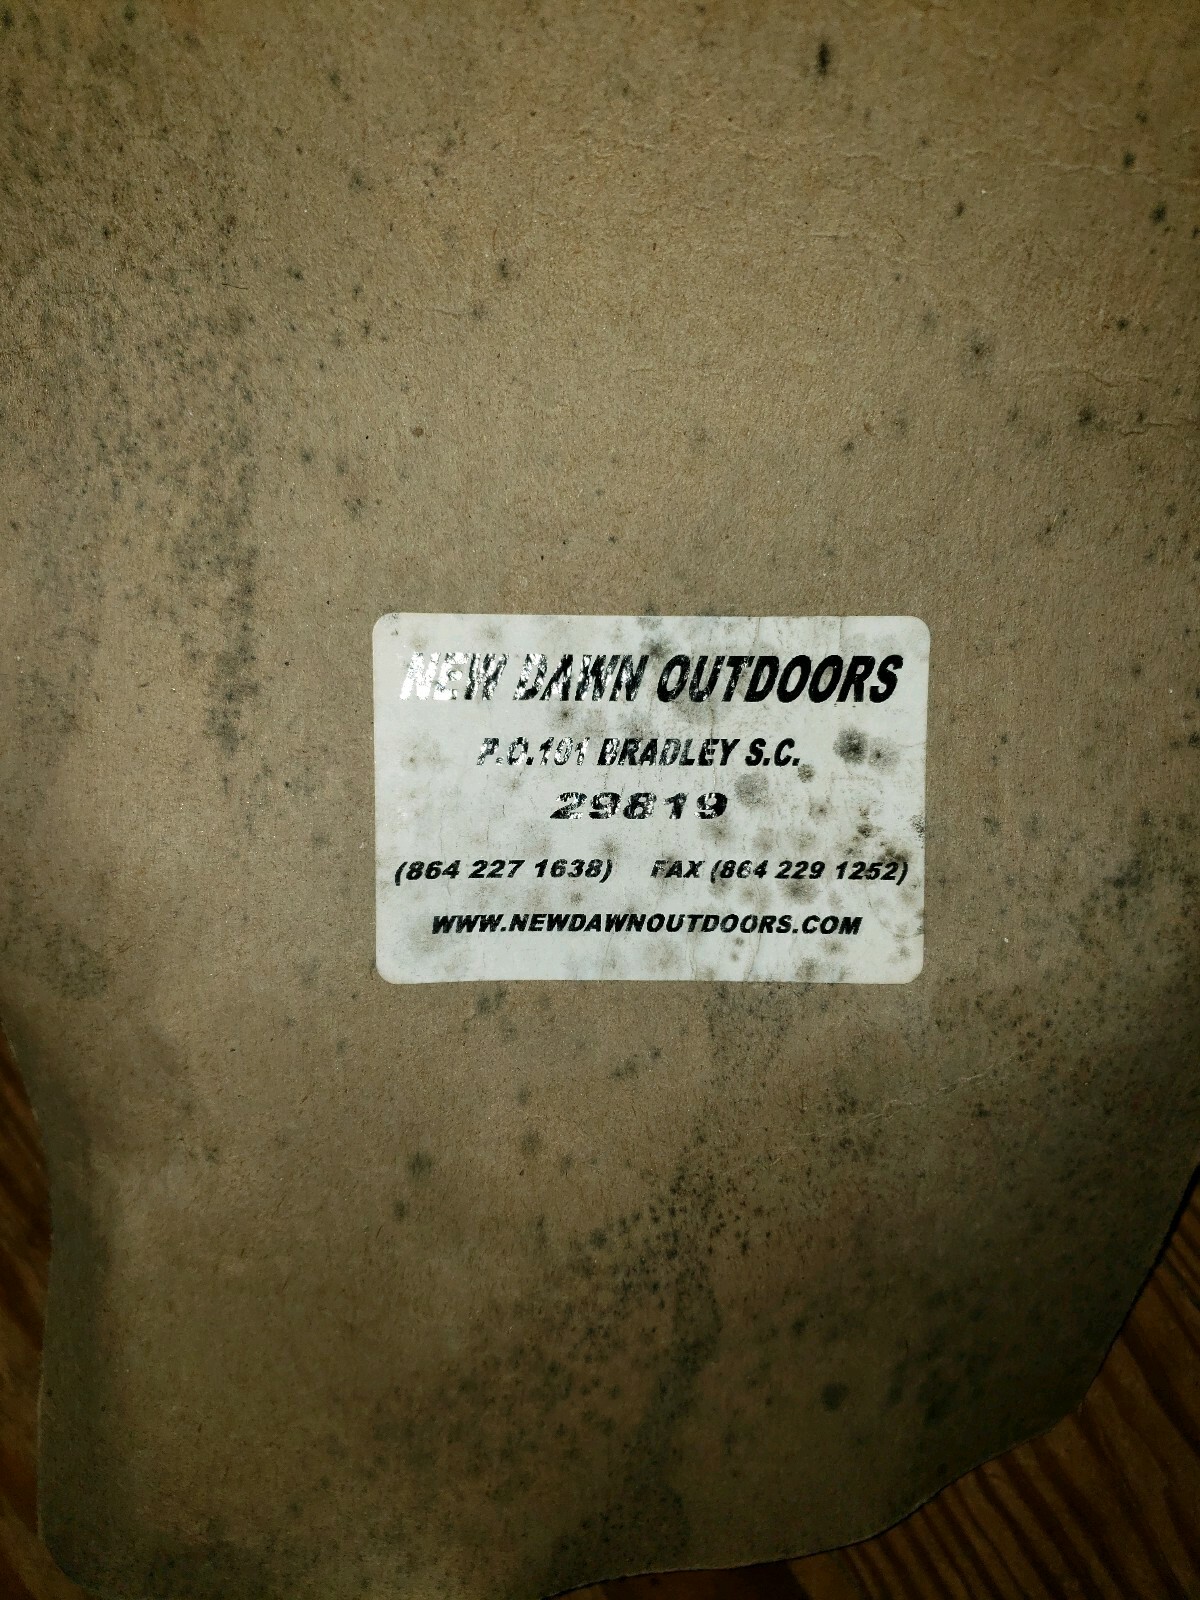 NEW DAWN OUTDOORS
P.O.191 BRADLEY S.C.
29819
(864 227 1638) FAX (864 229 1252)
WWW.NEWDAWNOUTDOORS.COM